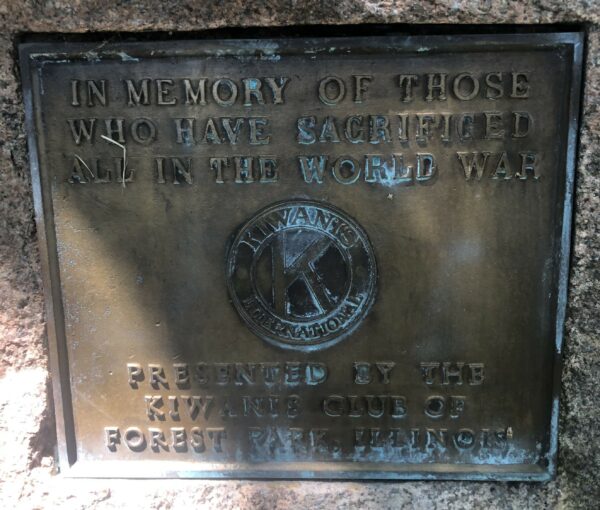 IN MEMORY OF THOSE
WHO HAVE SACRIFICED
ALL IN THE WORLD WAR
KIWANIS
K
INTERNATIONAL
PRESENTED BY THE
KIWANIS CLUB OF
FOREST PARK, ILLINOIS